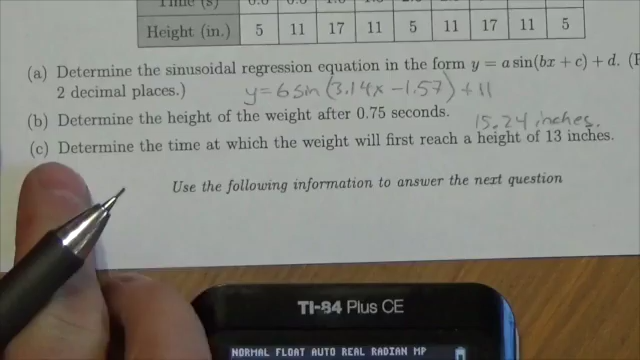 Time (s)
Height (in.) 5 11 17 11 5 11 17 11 5
(a) Determine the sinusoidal regression equation in the form y = a sin(bx + c) + d. (
2 decimal places.) y=6 sin (3.14x -1.57) + 11
(b) Determine the height of the weight after 0.75 seconds. 15.24 inches.
(c) Determine the time at which the weight will first reach a height of 13 inches.
Use the following information to answer the next question
TI-84 Plus CE
NORMAL FLOAT AUTO REAL RADIAN MP